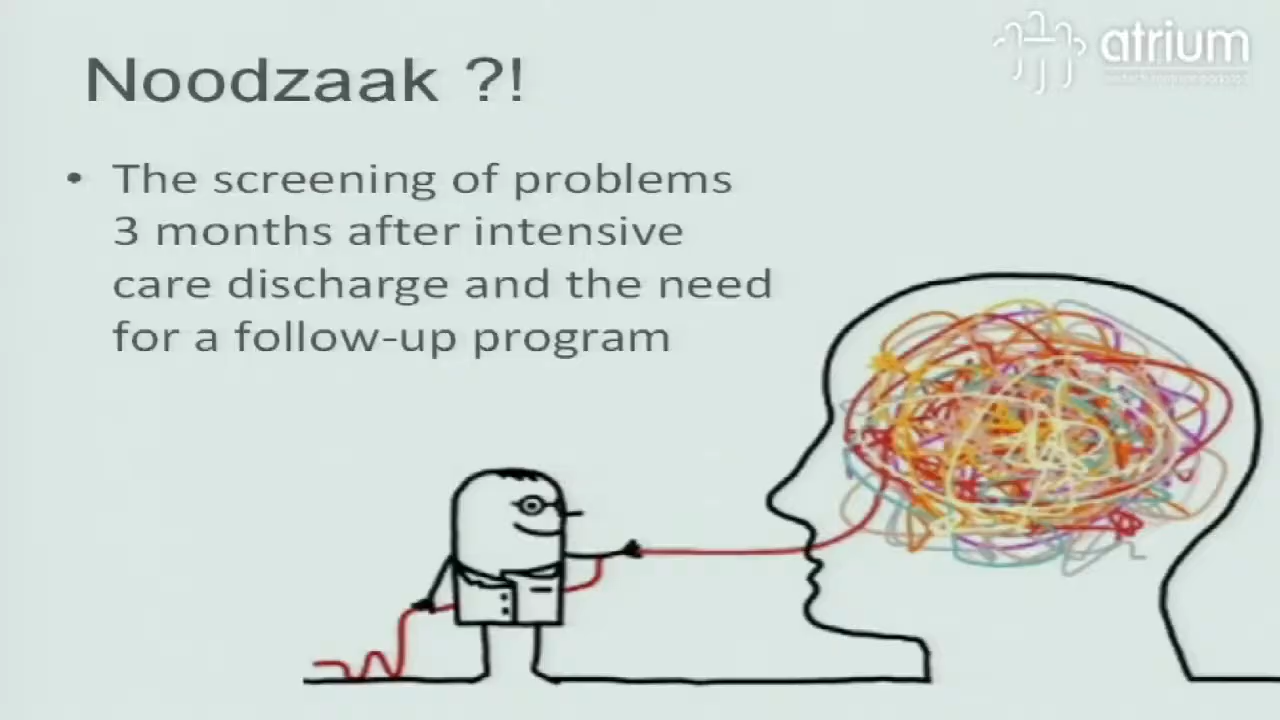 atrium
Noodzaak ?!
• The screening of problems
3 months after intensive
care discharge and the need
for a follow-up program